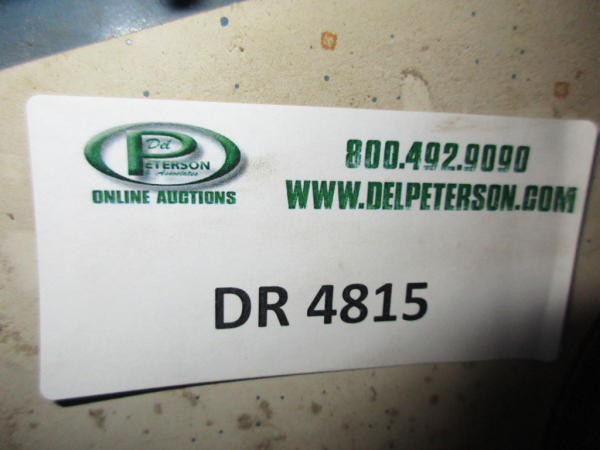 Del
PETERSON
& Associates
ONLINE AUCTIONS
800.492.9090
WWW.DELPETERSON.COM
DR 4815